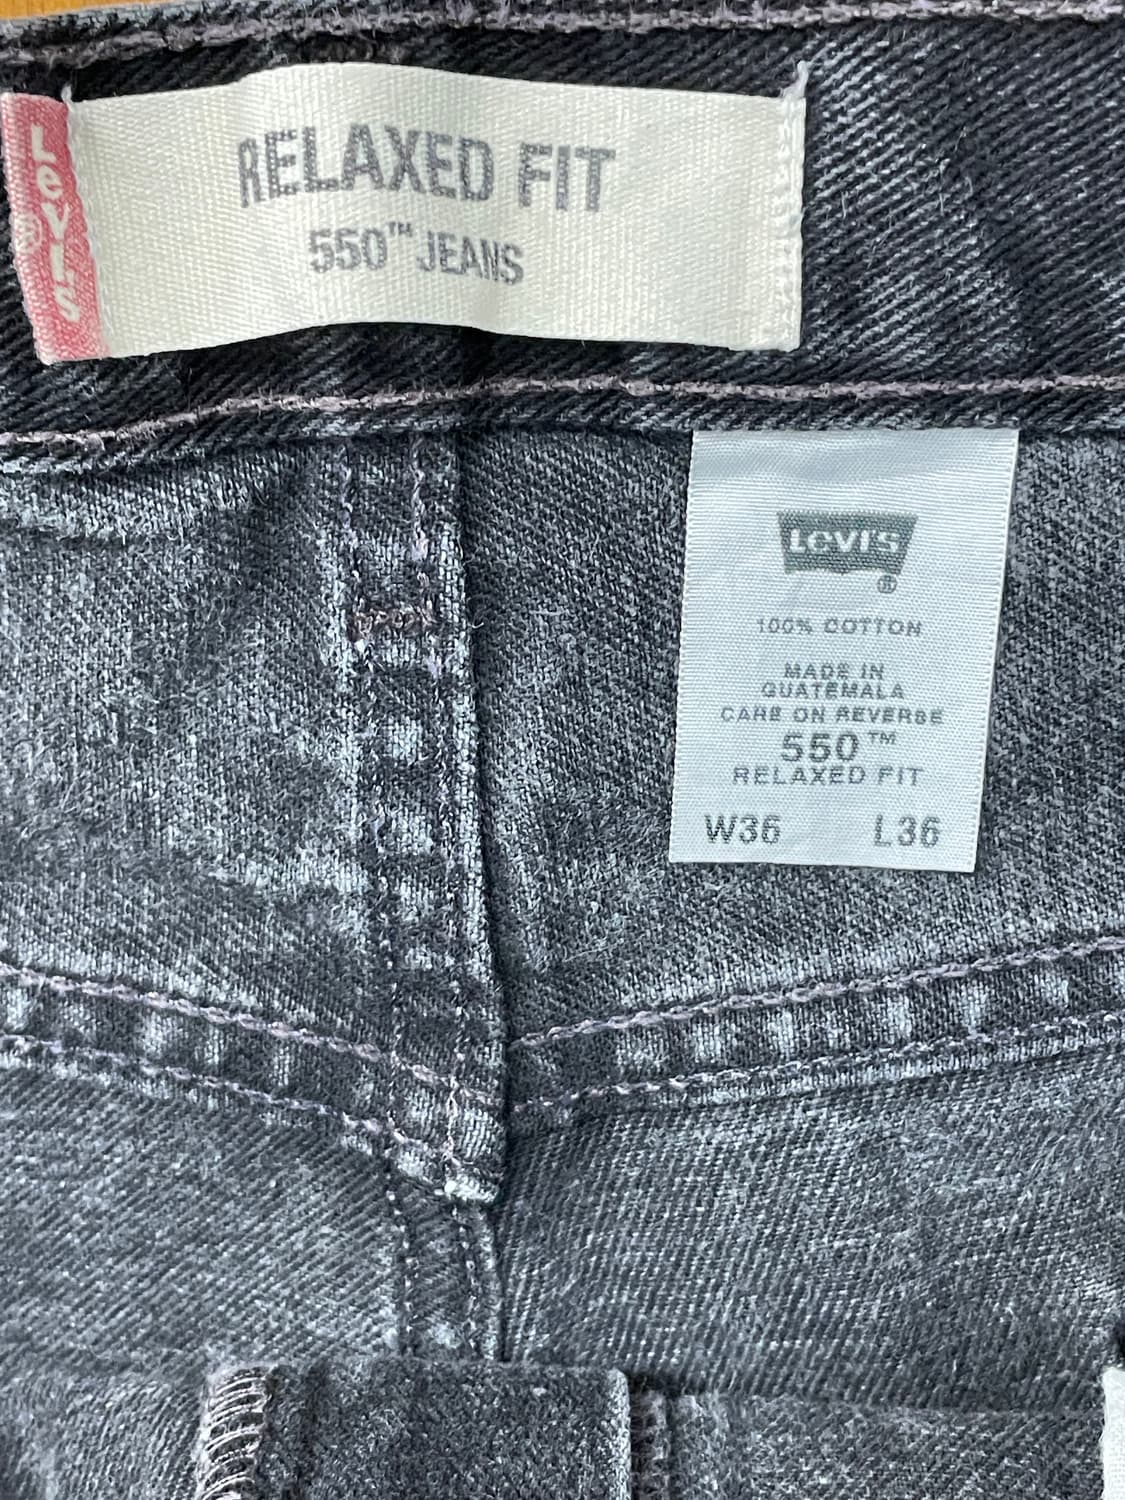 LEVI'S
®
RELAXED FIT
550™ JEANS
LEVI'S
®
100% COTTON
MADE IN
GUATEMALA
CARE ON REVERSE
550™
RELAXED FIT
W36 L36